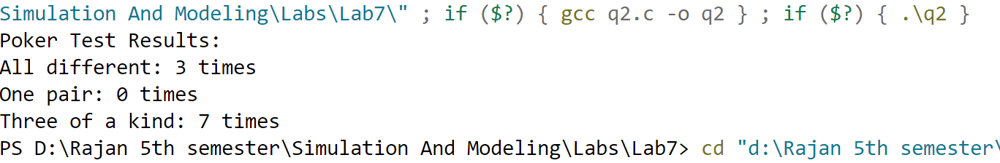 Simulation And Modeling\Labs\Lab7\" ; if ($?) { gcc q2.c -o q2 } ; if ($?) { .\q2 }
Poker Test Results:
All different: 3 times
One pair: 0 times
Three of a kind: 7 times
PS D:\Rajan 5th semester\Simulation And Modeling\Labs\Lab7> cd "d:\Rajan 5th semester\